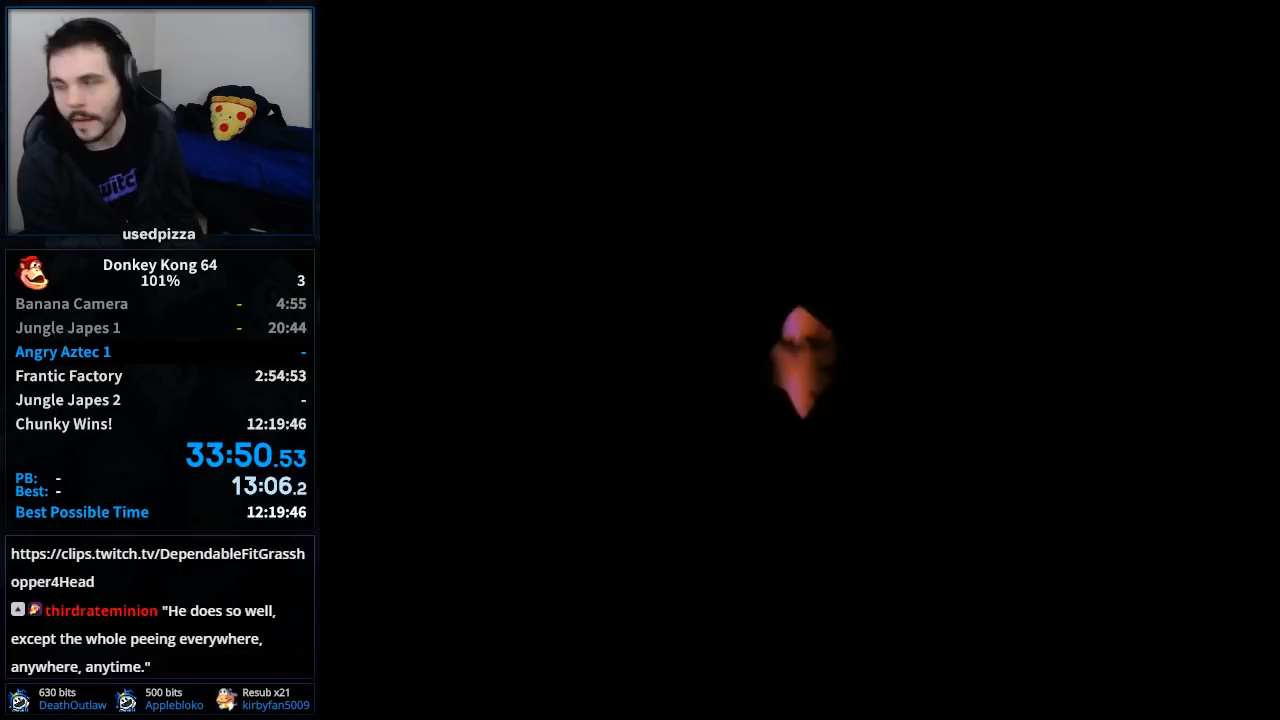 witch
usedpizza
Donkey Kong 64
101% 3
Banana Camera - 4:55
Jungle Japes 1 - 20:44
Angry Aztec 1 -
Frantic Factory 2:54:53
Jungle Japes 2 -
Chunky Wins! 12:19:46
33:50.53
PB: -
Best: - 13:06.2
Best Possible Time 12:19:46
https://clips.twitch.tv/DependableFitGrassh
opper4Head
thirdrateminion "He does so well,
except the whole peeing everywhere,
anywhere, anytime."
630 bits 500 bits Resub x21
DeathOutlaw Applebloko kirbyfan5009